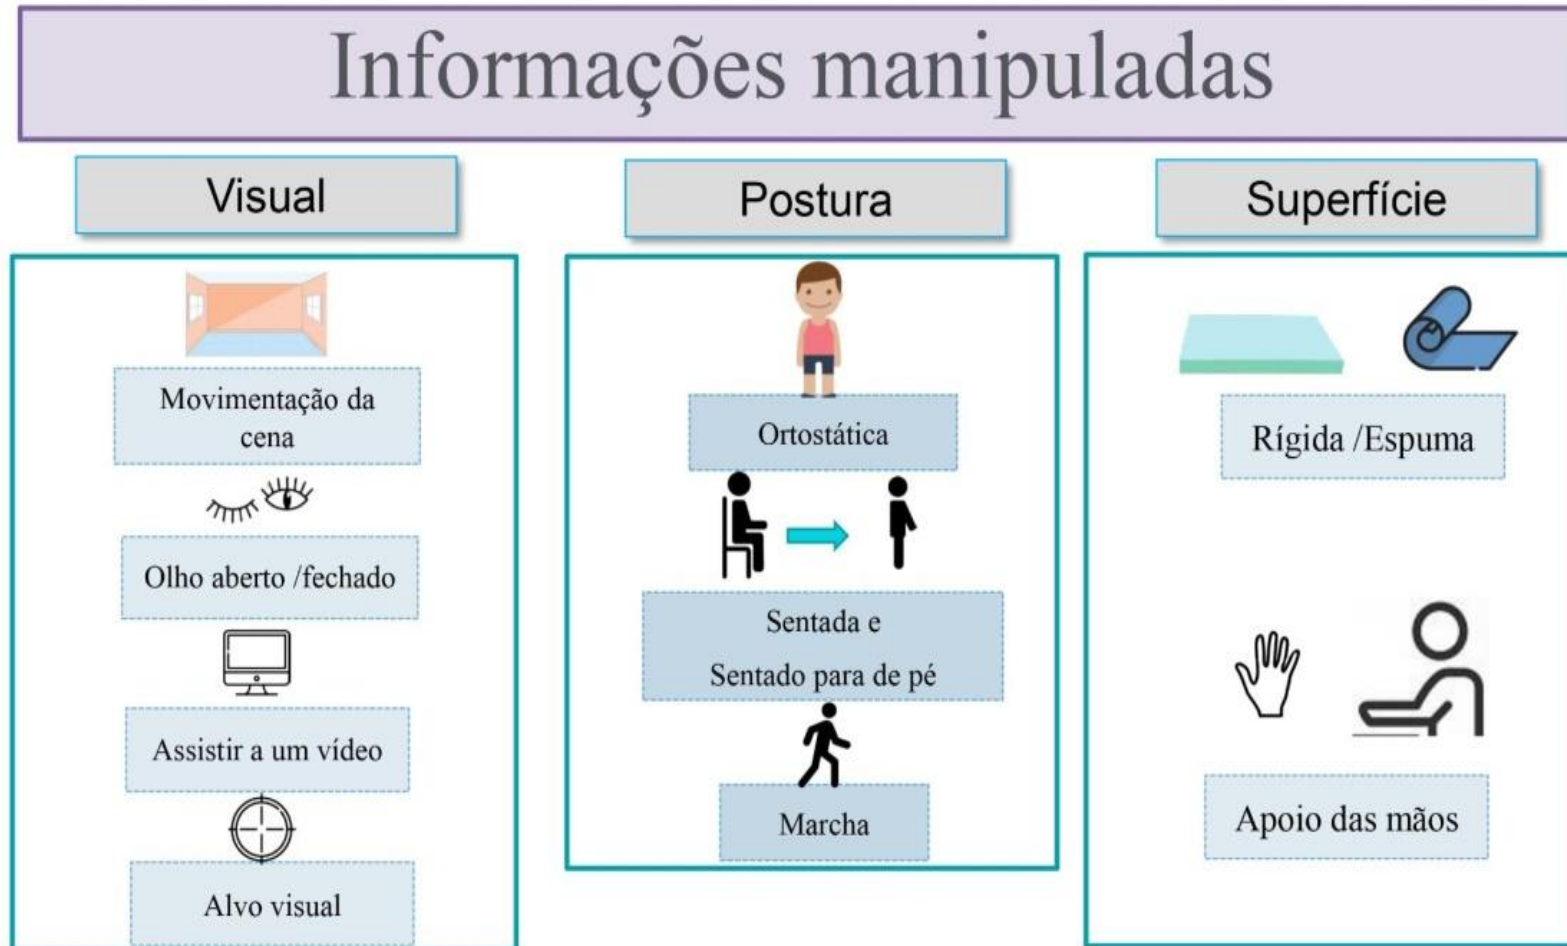 Informações manipuladas
Visual
Movimentação da
cena
Olho aberto /fechado
Assistir a um vídeo
Alvo visual
Postura
Ortostática
Sentada e
Sentado para de pé
Marcha
Superfície
Rígida /Espuma
Apoio das mãos